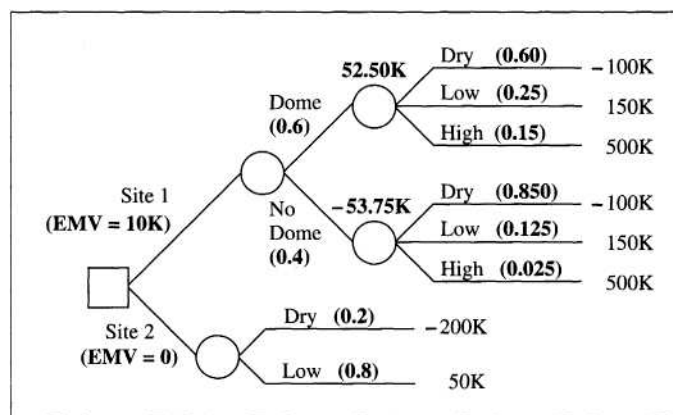 52.50K
Dry (0.60)
−100K
Low (0.25)
150K
High (0.15)
500K
Dome
(0.6)
Site 1
(EMV = 10K)
No
Dome
(0.4)
−53.75K
Dry (0.850)
−100K
Low (0.125)
150K
High (0.025)
500K
Site 2
(EMV = 0)
Dry (0.2)
−200K
Low (0.8)
50K